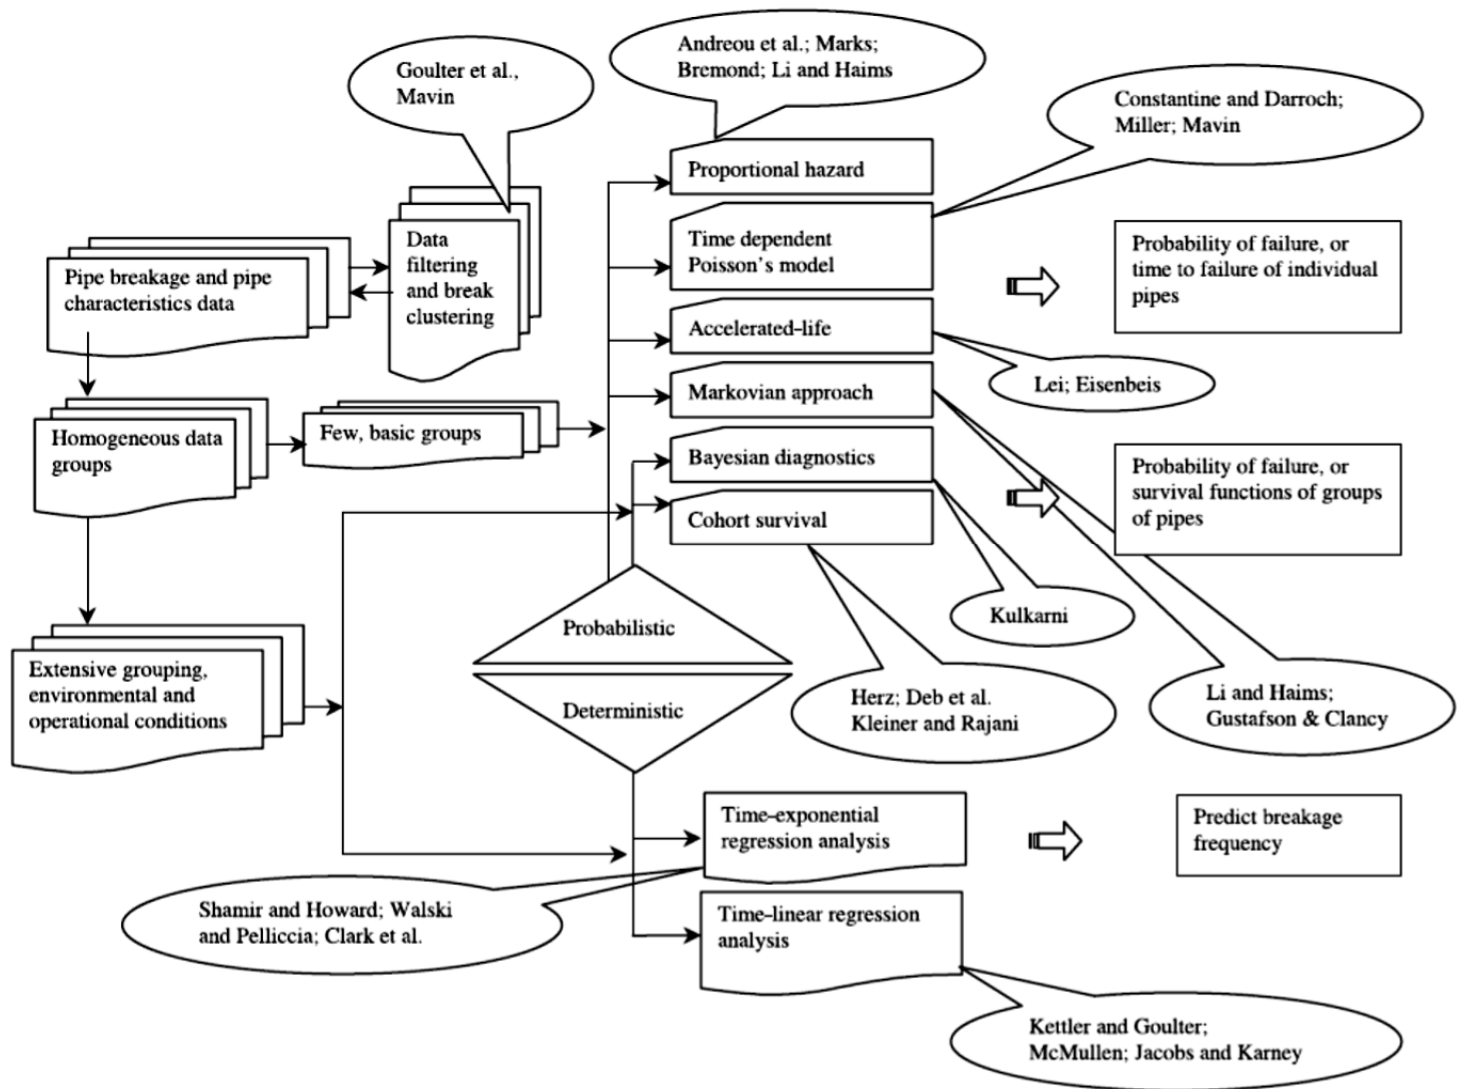 Andreou et al.; Marks;
Bremond; Li and Haims
Goulter et al.,
Mavin
Constantine and Darroch;
Miller; Mavin
Proportional hazard
Data
filtering
and break
clustering
Time dependent
Poisson's model
Probability of failure, or
time to failure of individual
pipes
Pipe breakage and pipe
characteristics data
Accelerated-life
Lei; Eisenbeis
Markovian approach
Homogeneous data
groups
Few, basic groups
Bayesian diagnostics
Probability of failure, or
survival functions of groups
of pipes
Cohort survival
Kulkarni
Probabilistic
Extensive grouping,
environmental and
operational conditions
Deterministic
Herz; Deb et al.
Kleiner and Rajani
Li and Haims;
Gustafson & Clancy
Time-exponential
regression analysis
Predict breakage
frequency
Shamir and Howard; Walski
and Pelliccia; Clark et al.
Time-linear regression
analysis
Kettler and Goulter;
McMullen; Jacobs and Karney